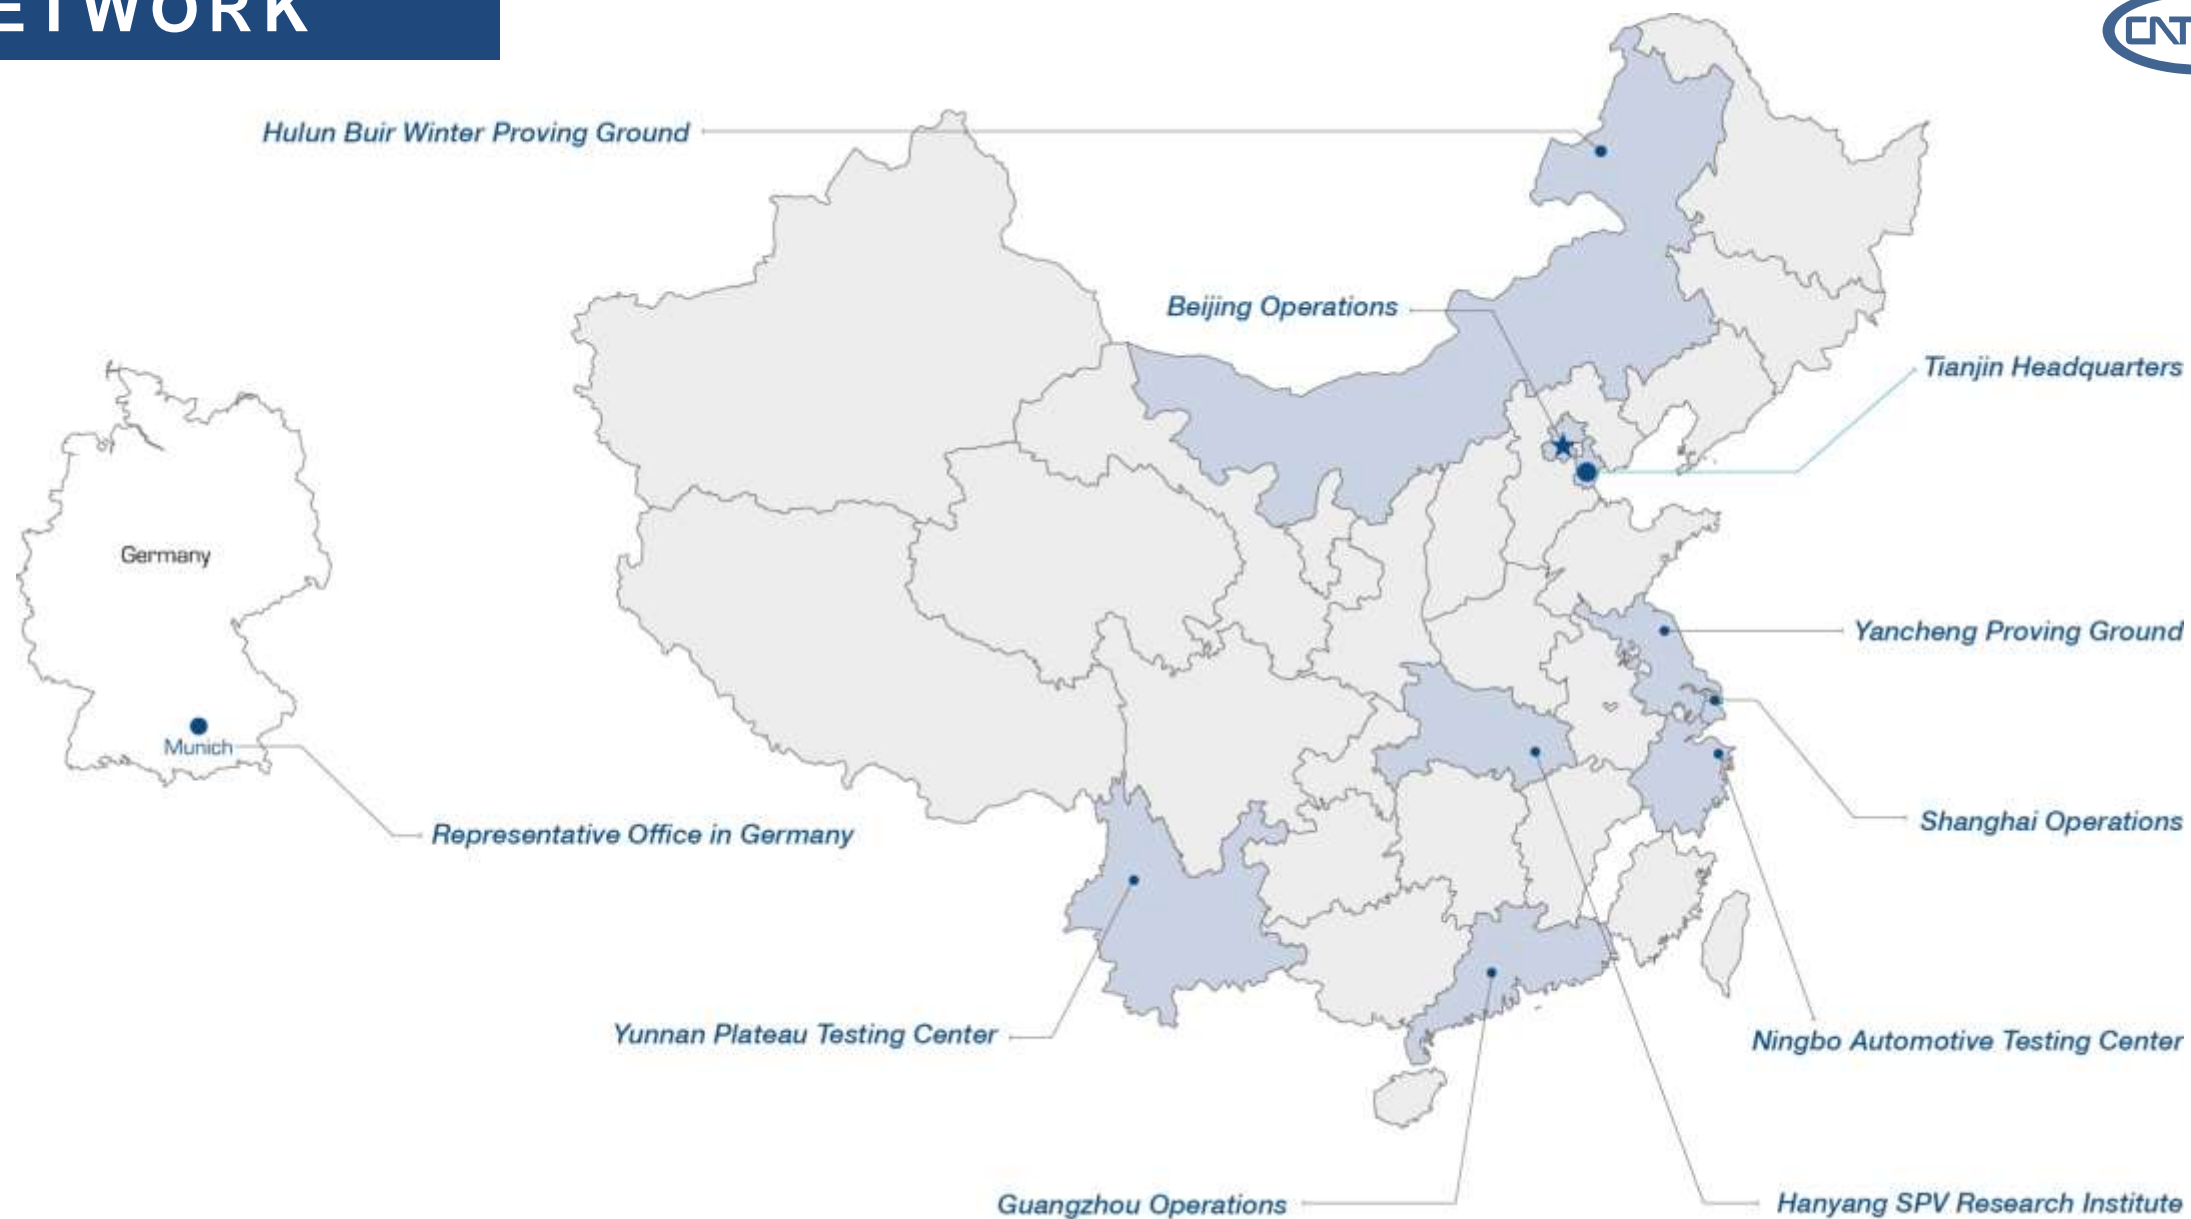 ETWORK
CNT
Hulun Buir Winter Proving Ground
Beijing Operations
Tianjin Headquarters
Germany
Yancheng Proving Ground
Munich
Shanghai Operations
Representative Office in Germany
Yunnan Plateau Testing Center
Ningbo Automotive Testing Center
Guangzhou Operations
Hanyang SPV Research Institute